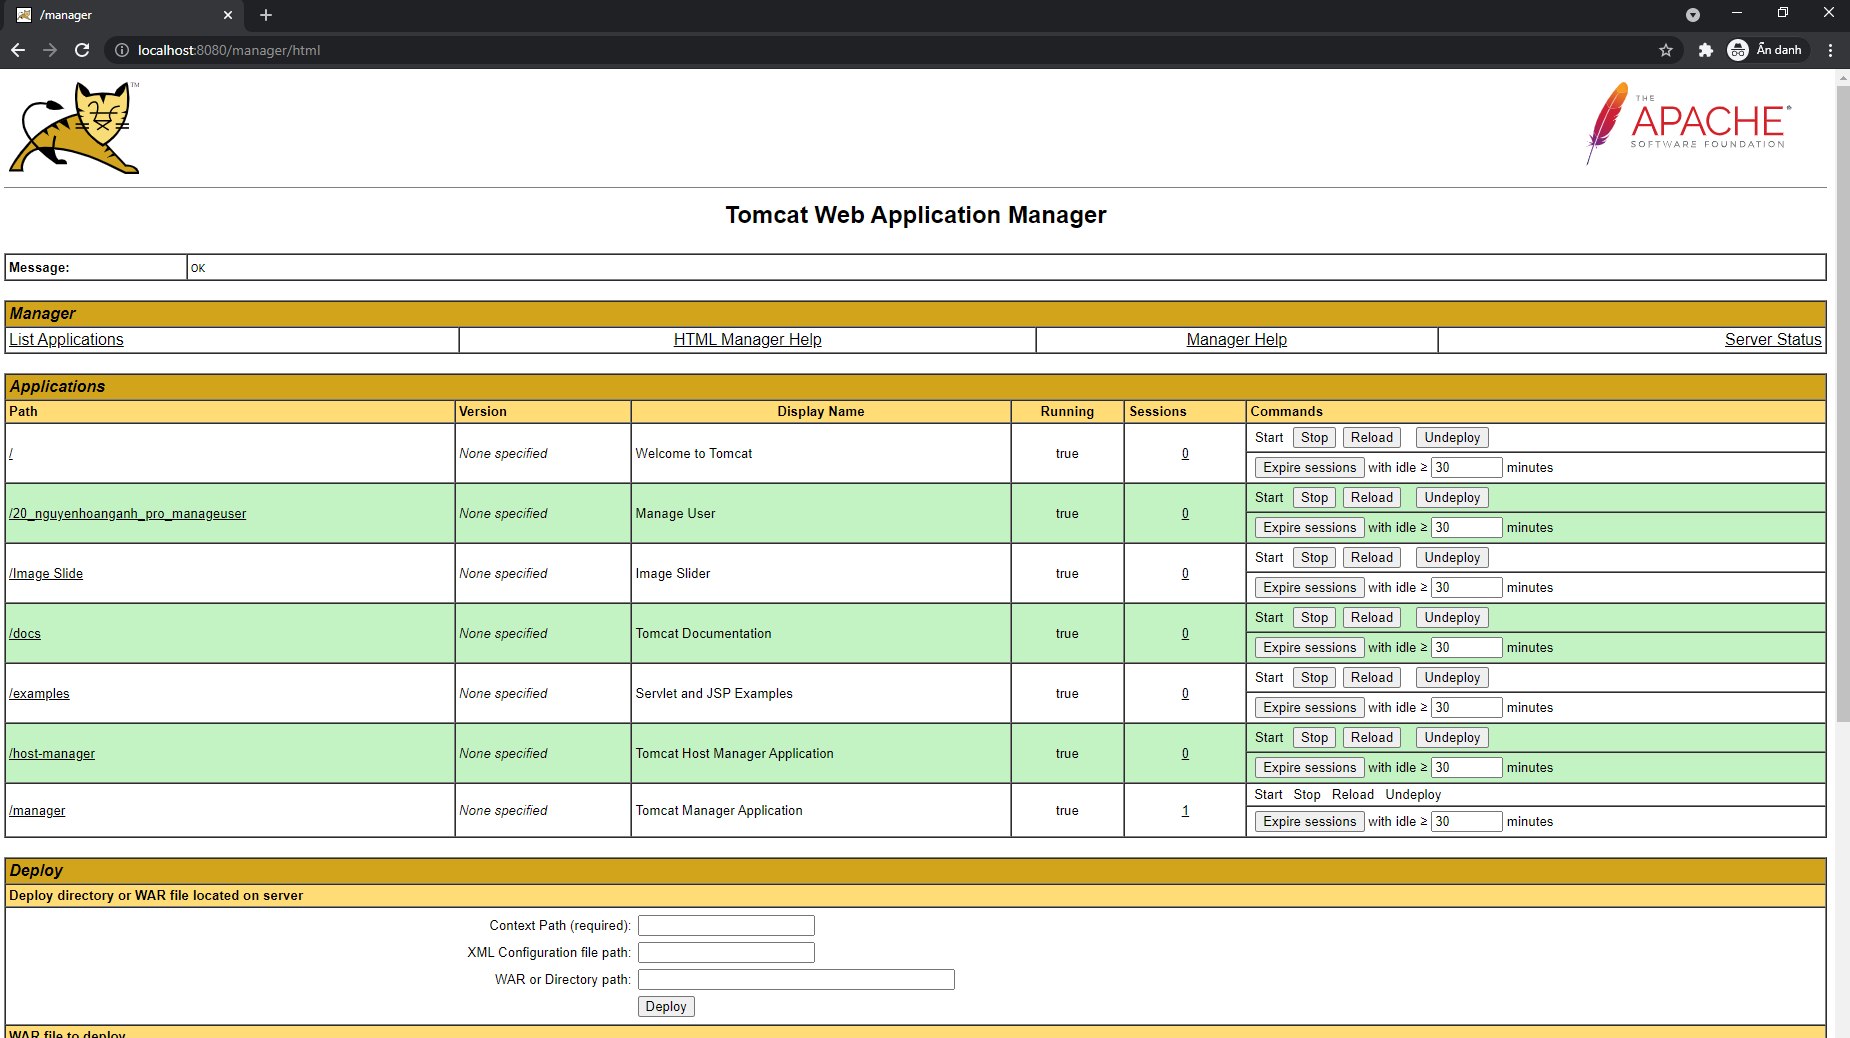 /manager
localhost:8080/manager/html
Ẩn danh
TM
THE
APACHE®
SOFTWARE FOUNDATION
Tomcat Web Application Manager
Message: OK
Manager
List Applications HTML Manager Help Manager Help Server Status
Applications
Path Version Display Name Running Sessions Commands
/ None specified Welcome to Tomcat true 0 Start Stop Reload Undeploy
Expire sessions with idle ≥ 30 minutes
/20_nguyenhoanganh_pro_manageuser None specified Manage User true 0 Start Stop Reload Undeploy
Expire sessions with idle ≥ 30 minutes
/Image Slide None specified Image Slider true 0 Start Stop Reload Undeploy
Expire sessions with idle ≥ 30 minutes
/docs None specified Tomcat Documentation true 0 Start Stop Reload Undeploy
Expire sessions with idle ≥ 30 minutes
/examples None specified Servlet and JSP Examples true 0 Start Stop Reload Undeploy
Expire sessions with idle ≥ 30 minutes
/host-manager None specified Tomcat Host Manager Application true 0 Start Stop Reload Undeploy
Expire sessions with idle ≥ 30 minutes
/manager None specified Tomcat Manager Application true 1 Start Stop Reload Undeploy
Expire sessions with idle ≥ 30 minutes
Deploy
Deploy directory or WAR file located on server
Context Path (required):
XML Configuration file path:
WAR or Directory path:
Deploy
WAR file to deploy